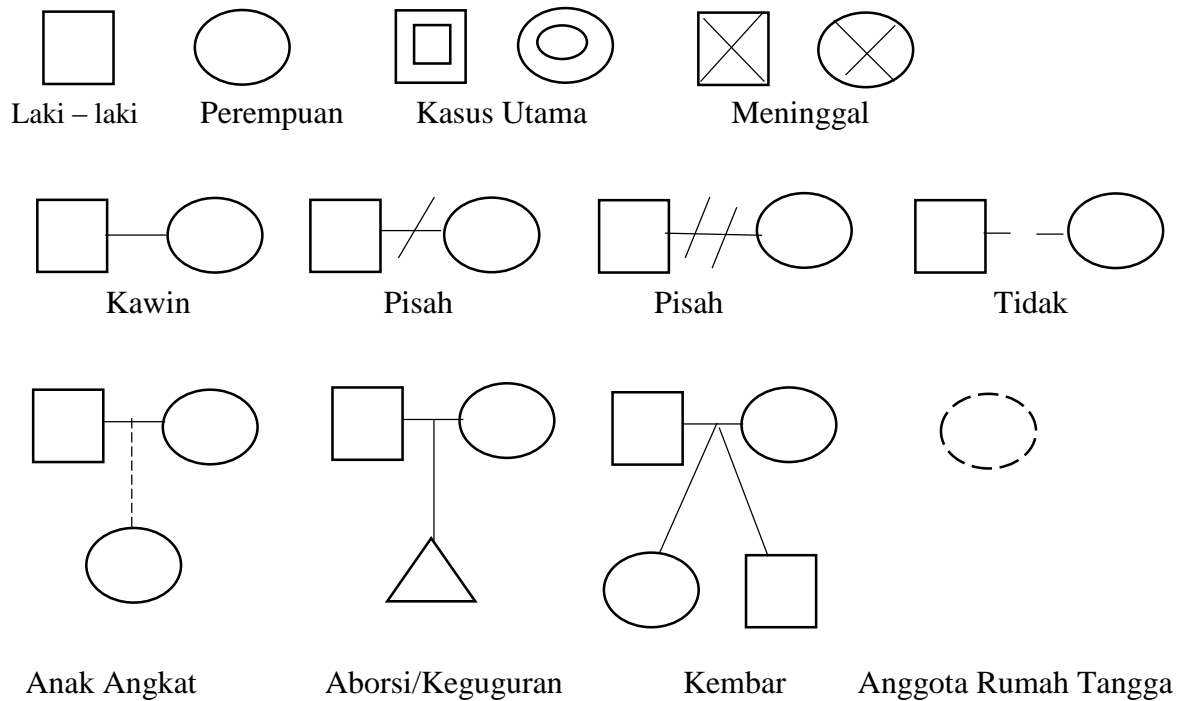 Laki – laki Perempuan Kasus Utama Meninggal
Kawin Pisah Pisah Tidak
Anak Angkat Aborsi/Keguguran Kembar Anggota Rumah Tangga